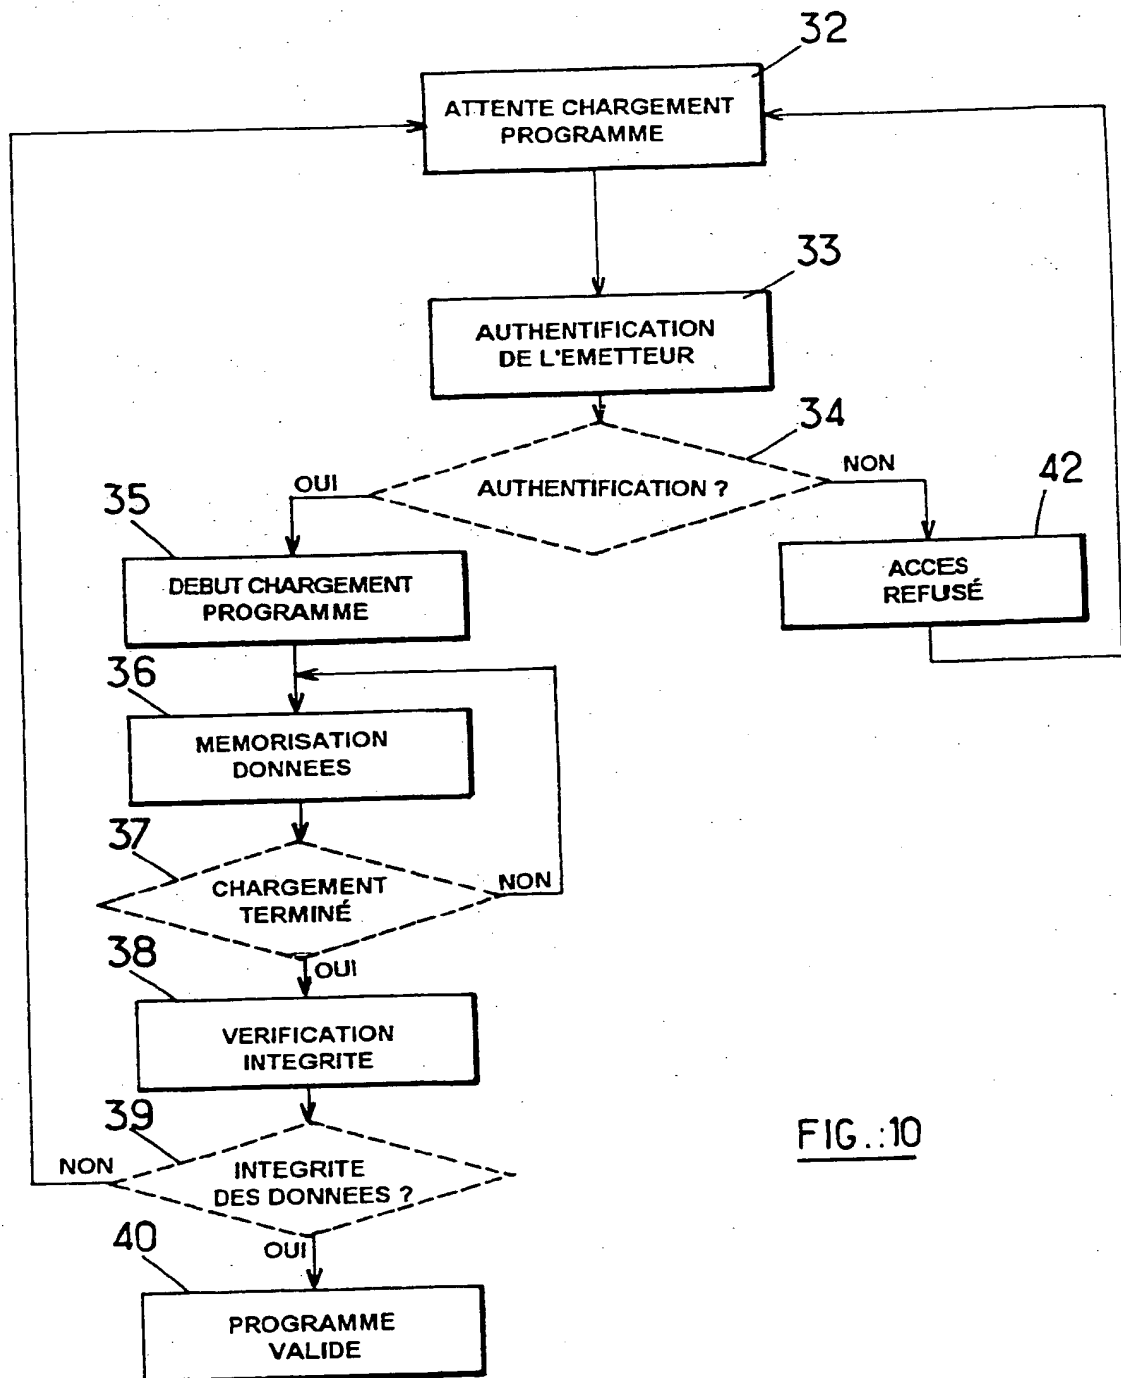 32
ATTENTE CHARGEMENT
PROGRAMME
33
AUTHENTIFICATION
DE L'EMETTEUR
34
AUTHENTIFICATION ?
OUI
NON
35
42
DEBUT CHARGEMENT
PROGRAMME
ACCES
REFUSÉ
36
MEMORISATION
DONNEES
37
CHARGEMENT
TERMINÉ
NON
OUI
38
VERIFICATION
INTEGRITE
39
INTEGRITE
DES DONNEES ?
NON
OUI
FIG.:10
40
PROGRAMME
VALIDE